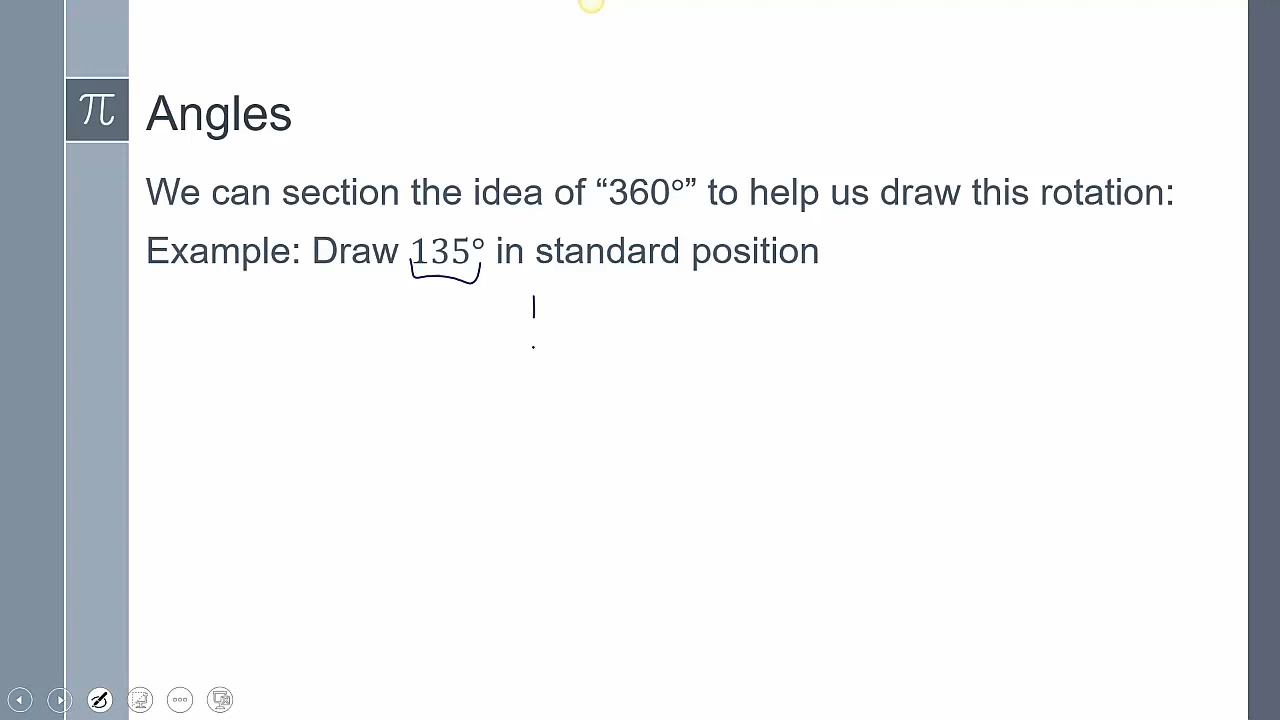 π Angles
We can section the idea of “360°” to help us draw this rotation:
Example: Draw 135° in standard position